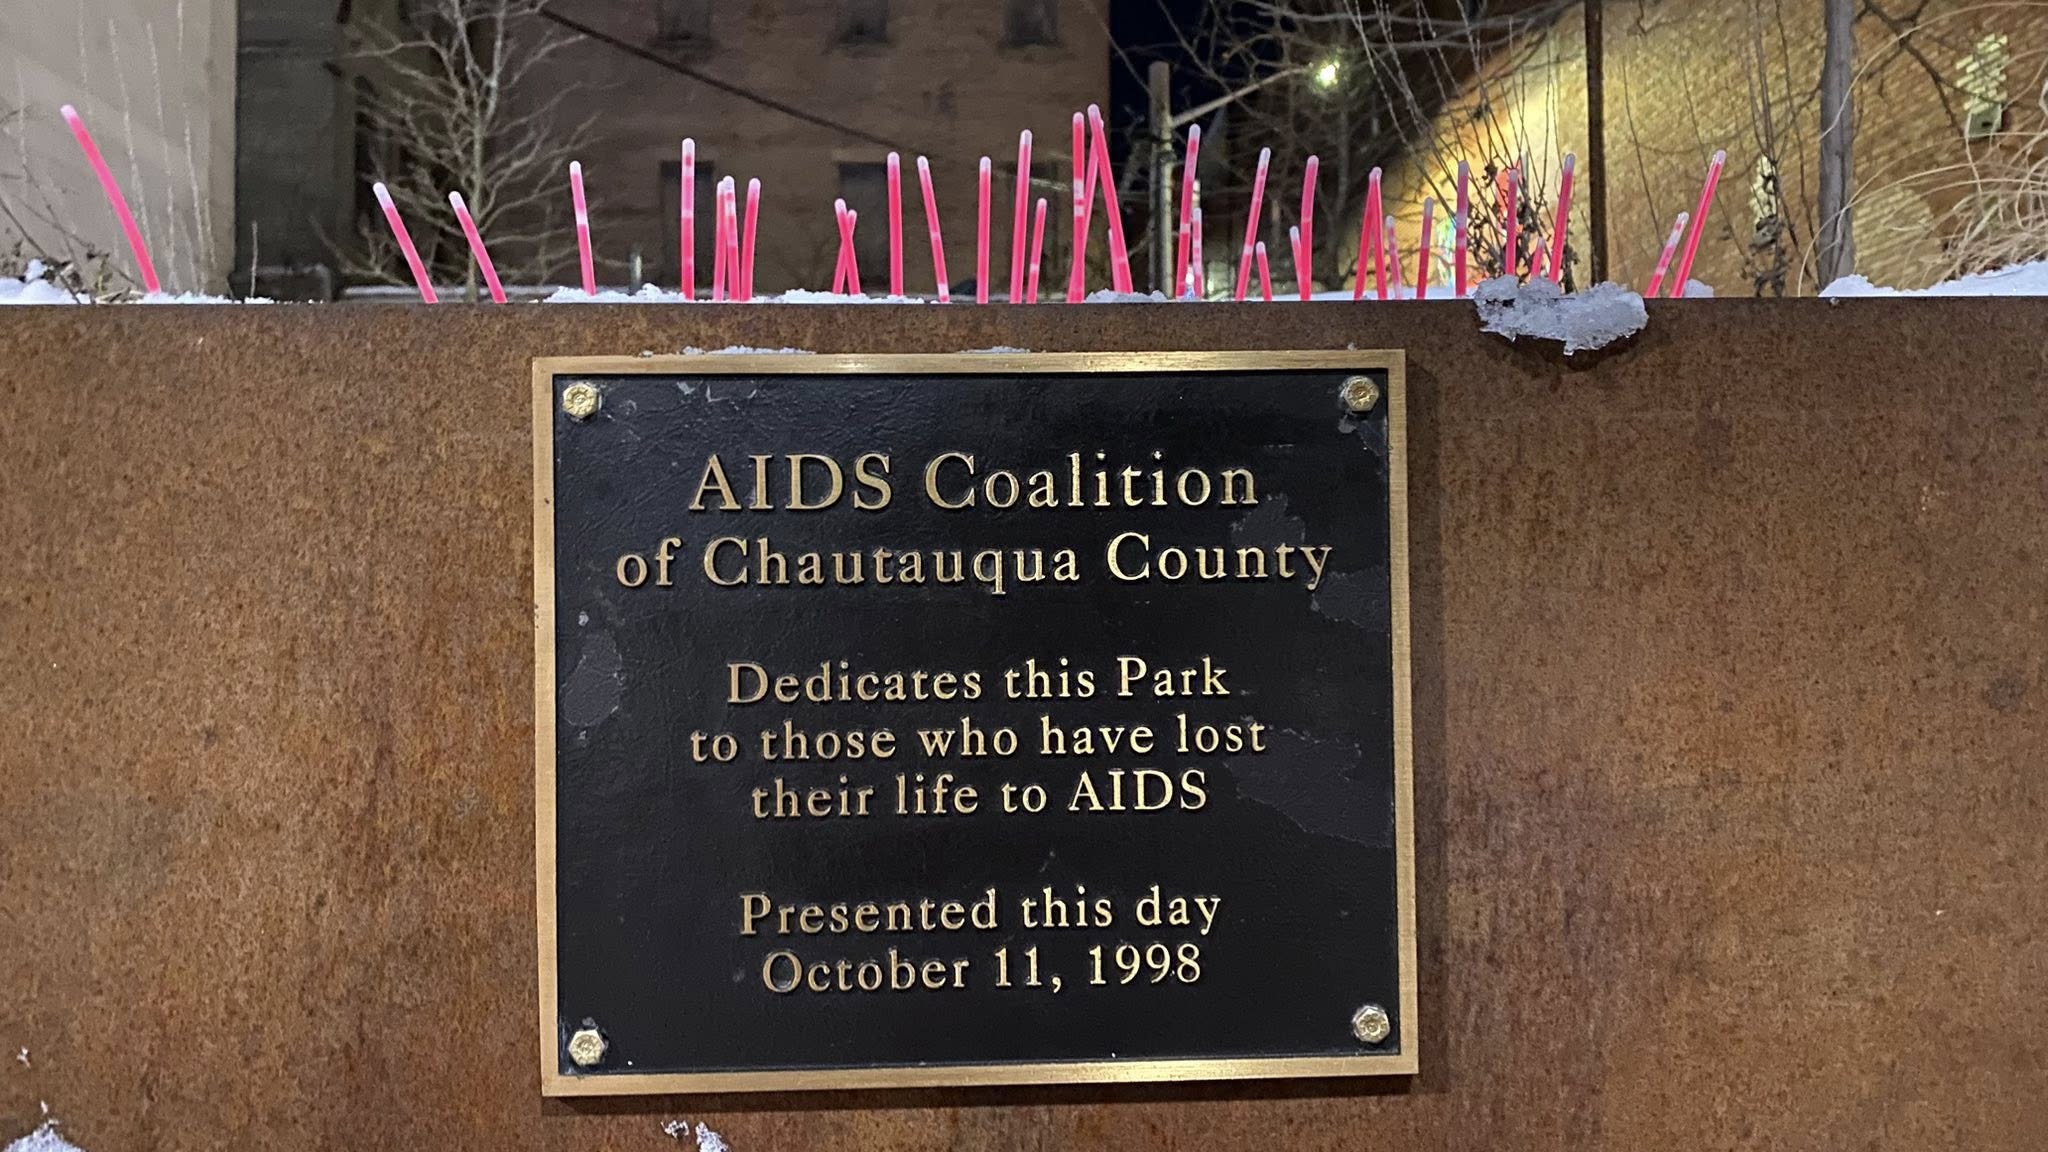 AIDS Coalition
of Chautauqua County
Dedicates this Park
to those who have lost
their life to AIDS
Presented this day
October 11, 1998